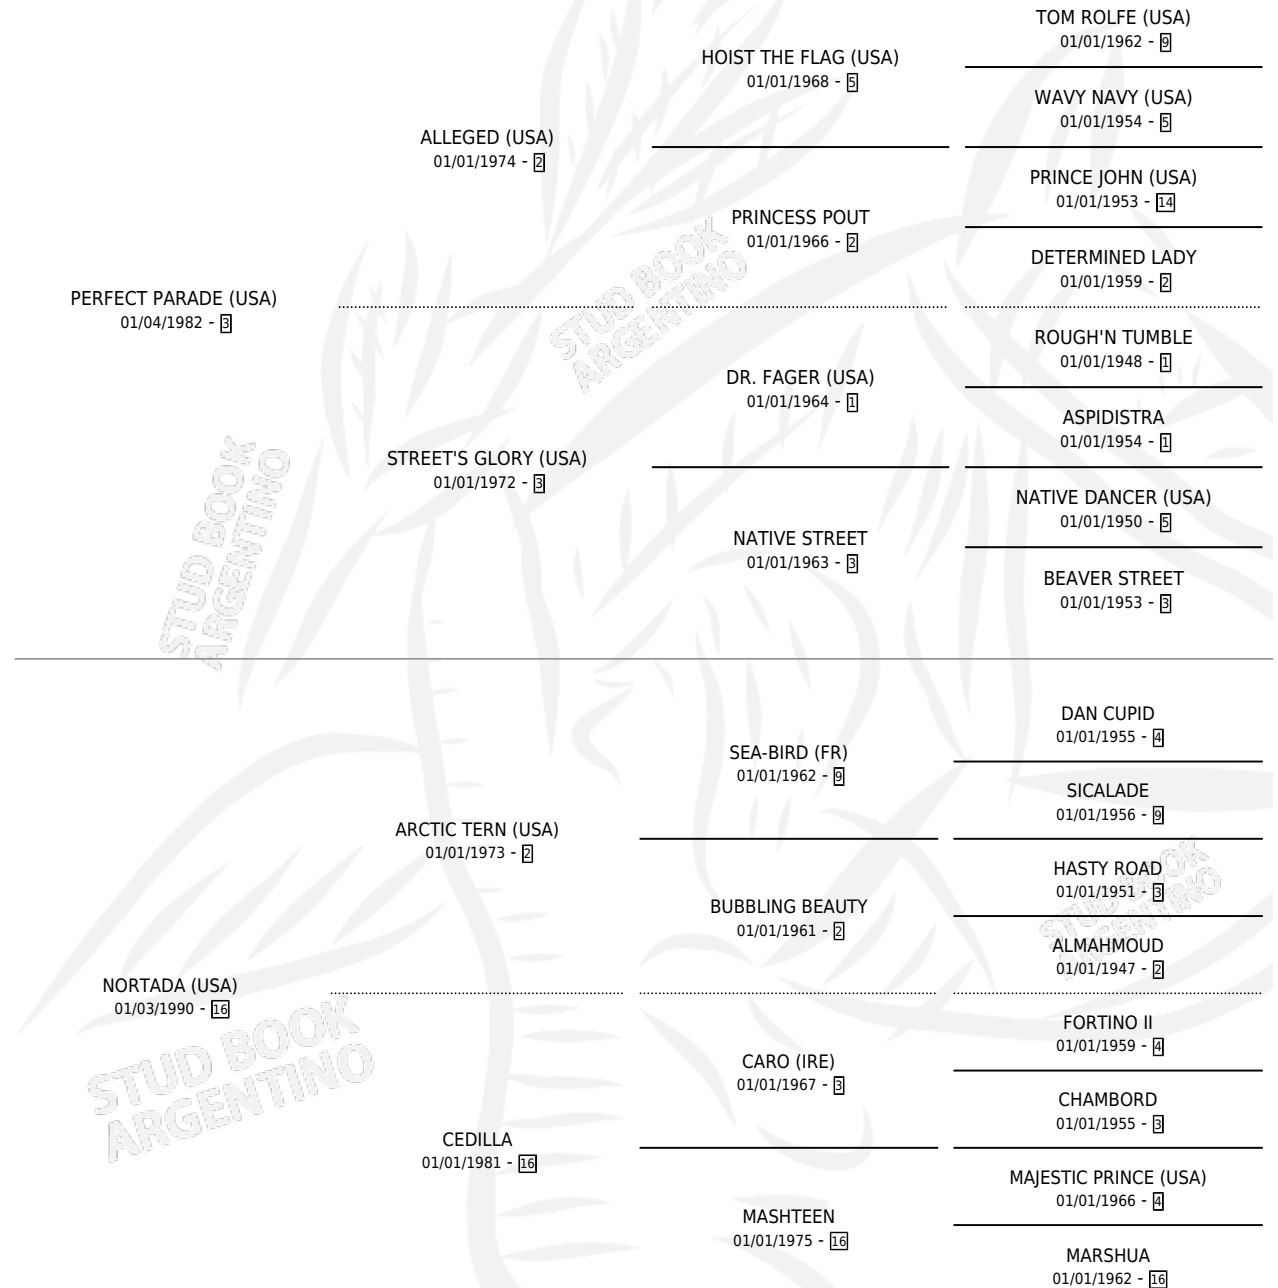 TOM ROLFE (USA)
01/01/1962 - 9
HOIST THE FLAG (USA)
01/01/1968 - 5
WAVY NAVY (USA)
01/01/1954 - 5
ALLEGED (USA)
01/01/1974 - 2
PRINCE JOHN (USA)
01/01/1953 - 14
PRINCESS POUT
01/01/1966 - 2
DETERMINED LADY
01/01/1959 - 2
PERFECT PARADE (USA)
01/04/1982 - 3
STUD BOOK
ARGENTINO
ROUGH'N TUMBLE
01/01/1948 - 1
DR. FAGER (USA)
01/01/1964 - 1
ASPIDISTRA
01/01/1954 - 1
STREET'S GLORY (USA)
01/01/1972 - 3
NATIVE DANCER (USA)
01/01/1950 - 5
NATIVE STREET
01/01/1963 - 3
BEAVER STREET
01/01/1953 - 3
STUD BOOK
ARGENTINO
DAN CUPID
01/01/1955 - 4
SEA-BIRD (FR)
01/01/1962 - 9
SICALADE
01/01/1956 - 9
ARCTIC TERN (USA)
01/01/1973 - 2
HASTY ROAD
01/01/1951 - 3
BUBBLING BEAUTY
01/01/1961 - 2
STUD BOOK
ARGENTINO
ALMAHMOUD
01/01/1947 - 2
NORTADA (USA)
01/03/1990 - 16
STUD BOOK
ARGENTINO
FORTINO II
01/01/1959 - 4
CARO (IRE)
01/01/1967 - 3
CHAMBORD
01/01/1955 - 3
CEDILLA
01/01/1981 - 16
MAJESTIC PRINCE (USA)
01/01/1966 - 4
MASHTEEN
01/01/1975 - 16
MARSHUA
01/01/1962 - 16